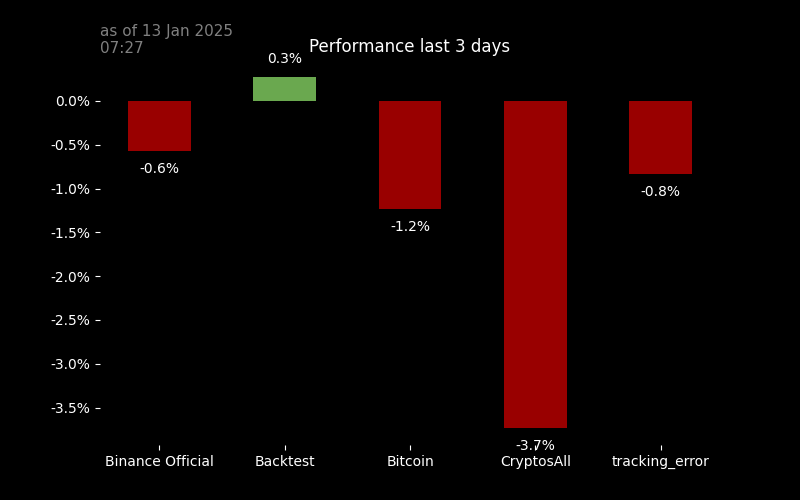 as of 13 Jan 2025
07:27
Performance last 3 days
0.3%
0.0%
-0.5%
-0.6%
-1.0%
-0.8%
-1.5%
-1.2%
-2.0%
-2.5%
-3.0%
-3.5%
-3.7%
Binance Official
Backtest
Bitcoin
CryptosAll
tracking_error